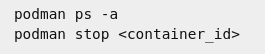 podman ps -a
podman stop <container_id>